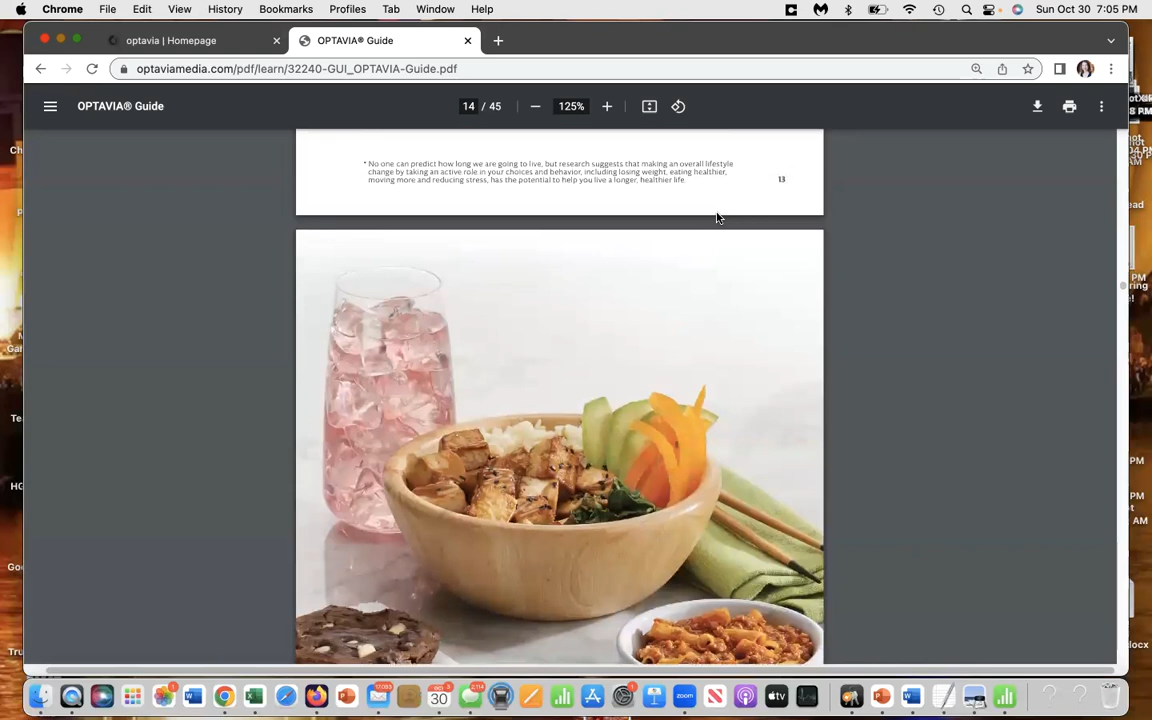 Chrome File Edit View History Bookmarks Profiles Tab Window Help Sun Oct 30 7:05 PM
optavia | Homepage
OPTAVIA® Guide
optaviamedia.com/pdf/learn/32240-GUI_OPTAVIA-Guide.pdf
OPTAVIA® Guide
14 / 45
125%
* No one can predict how long we are going to live, but research suggests that making an overall lifestyle
change by taking an active role in your choices and behavior, including losing weight, eating healthier,
moving more and reducing stress, has the potential to help you live a longer, healthier life.
13
OCT
30
zoom
tv